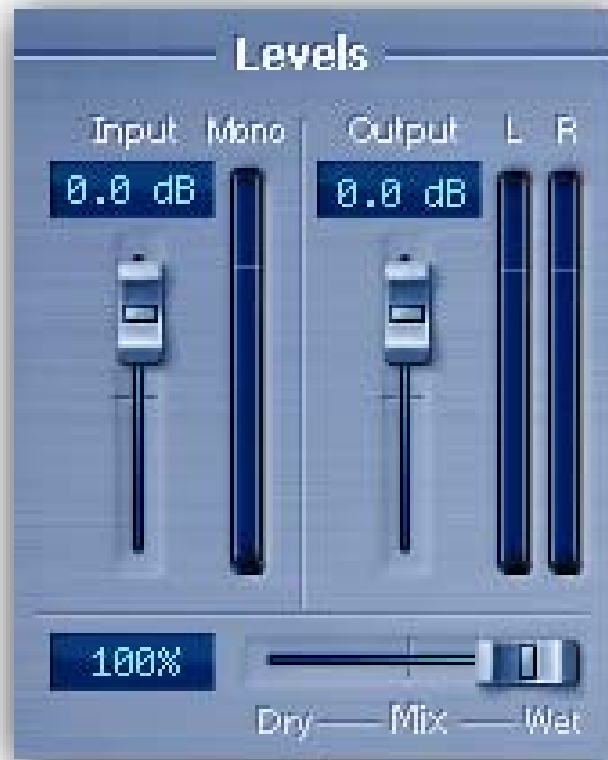 Levels
Input Mono Output L R
0.0 dB 0.0 dB
100%
Dry Mix Wet